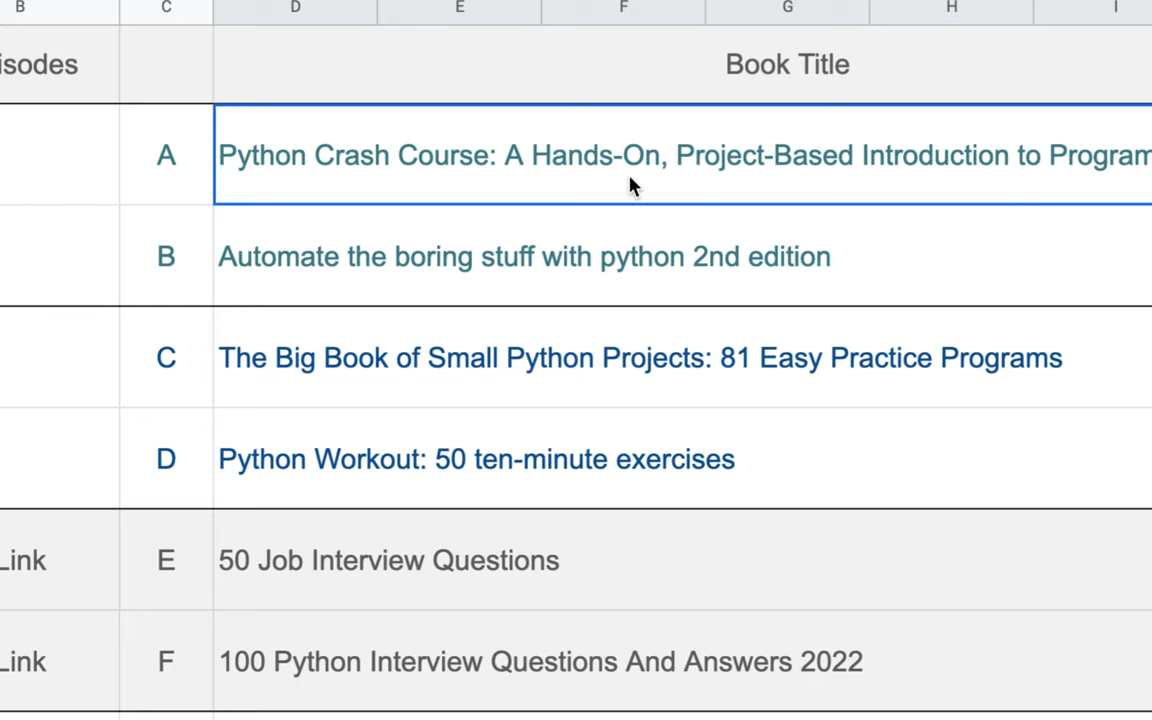 B C D E F G H I
isodes Book Title
A Python Crash Course: A Hands-On, Project-Based Introduction to Program
B Automate the boring stuff with python 2nd edition
C The Big Book of Small Python Projects: 81 Easy Practice Programs
D Python Workout: 50 ten-minute exercises
Link E 50 Job Interview Questions
Link F 100 Python Interview Questions And Answers 2022